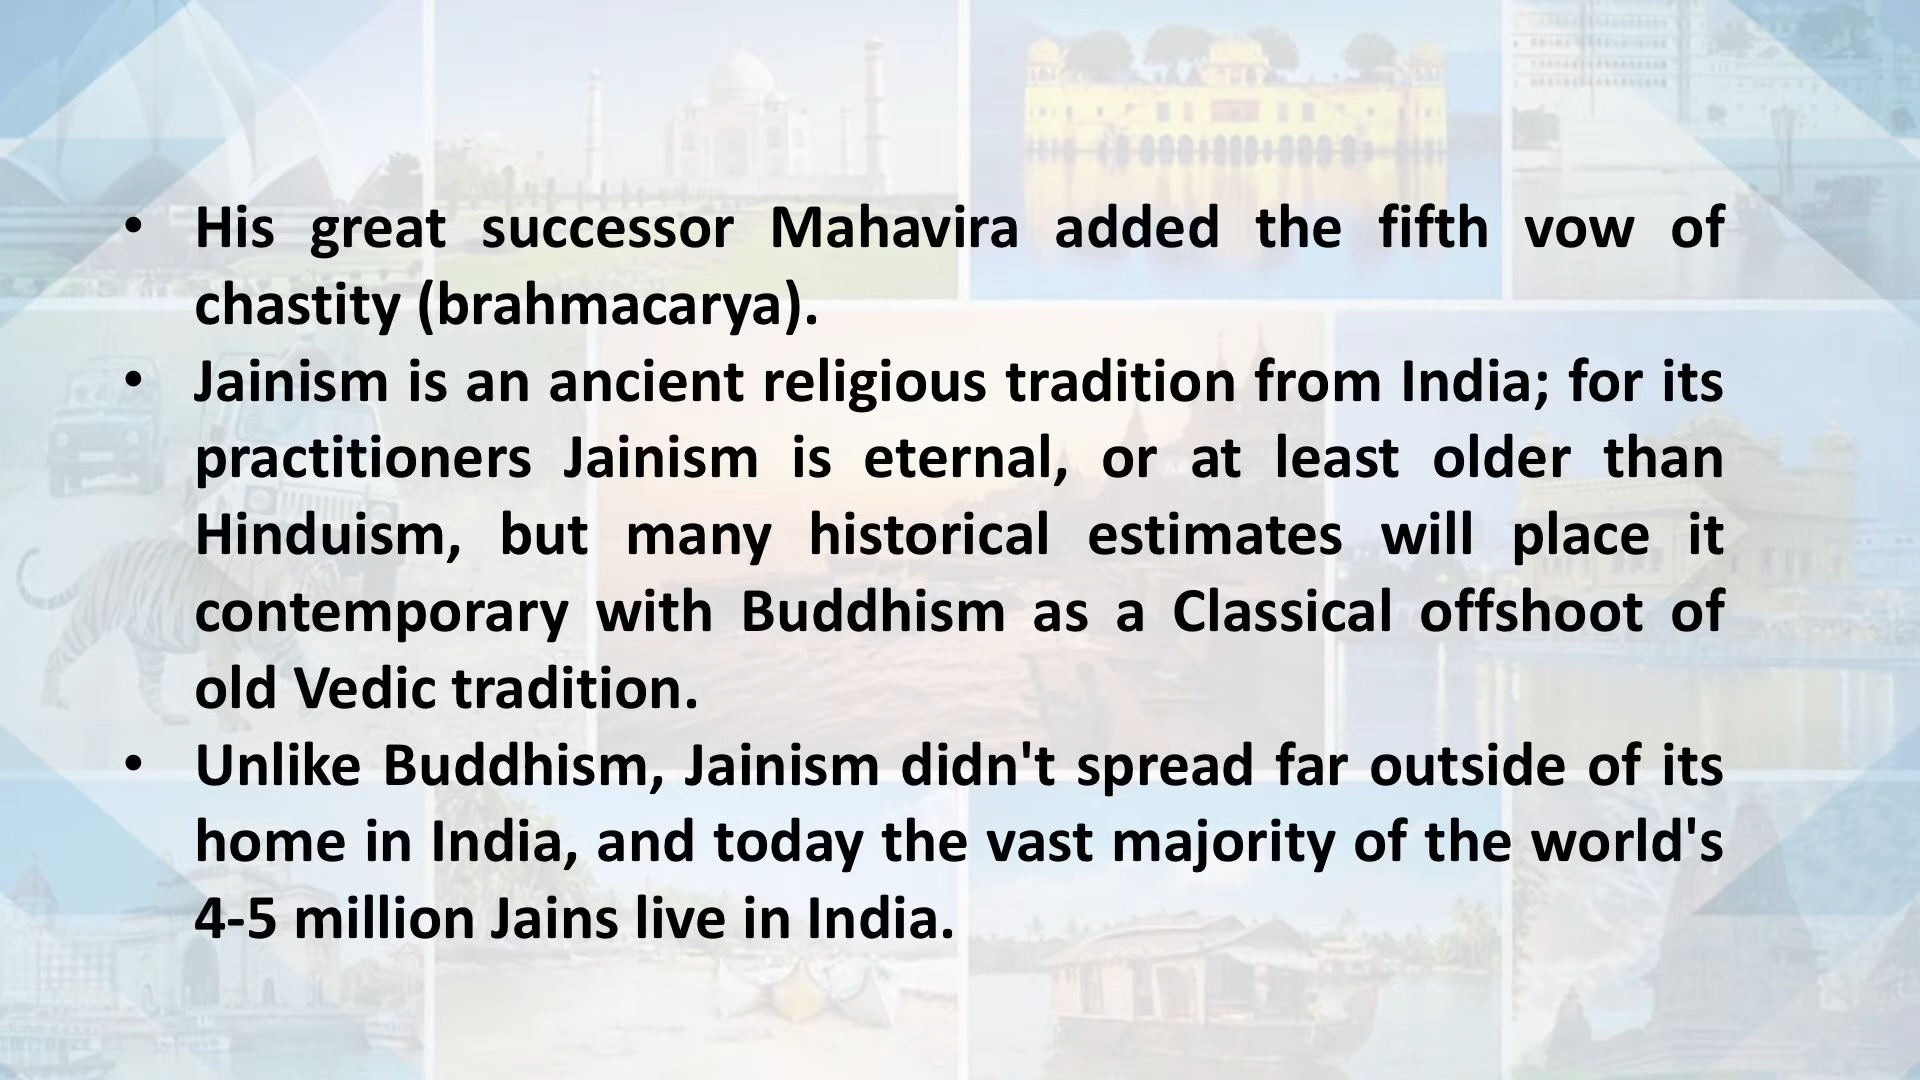 • His great successor Mahavira added the fifth vow of
chastity (brahmacarya).
• Jainism is an ancient religious tradition from India; for its
practitioners Jainism is eternal, or at least older than
Hinduism, but many historical estimates will place it
contemporary with Buddhism as a Classical offshoot of
old Vedic tradition.
• Unlike Buddhism, Jainism didn't spread far outside of its
home in India, and today the vast majority of the world's
4-5 million Jains live in India.